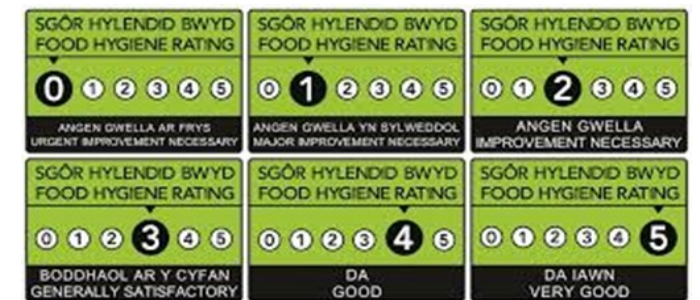 SGÔR HYLENDID BWYD
FOOD HYGIENE RATING
0 1 2 3 4 5
ANGEN GWELLA AR FRYS
URGENT IMPROVEMENT NECESSARY
SGÔR HYLENDID BWYD
FOOD HYGIENE RATING
0 1 2 3 4 5
ANGEN GWELLA YN SYLWEDDOL
MAJOR IMPROVEMENT NECESSARY
SGÔR HYLENDID BWYD
FOOD HYGIENE RATING
0 1 2 3 4 5
ANGEN GWELLA
IMPROVEMENT NECESSARY
SGÔR HYLENDID BWYD
FOOD HYGIENE RATING
0 1 2 3 4 5
BODDHAOL AR Y CYFAN
GENERALLY SATISFACTORY
SGÔR HYLENDID BWYD
FOOD HYGIENE RATING
0 1 2 3 4 5
DA
GOOD
SGÔR HYLENDID BWYD
FOOD HYGIENE RATING
0 1 2 3 4 5
DA IAWN
VERY GOOD